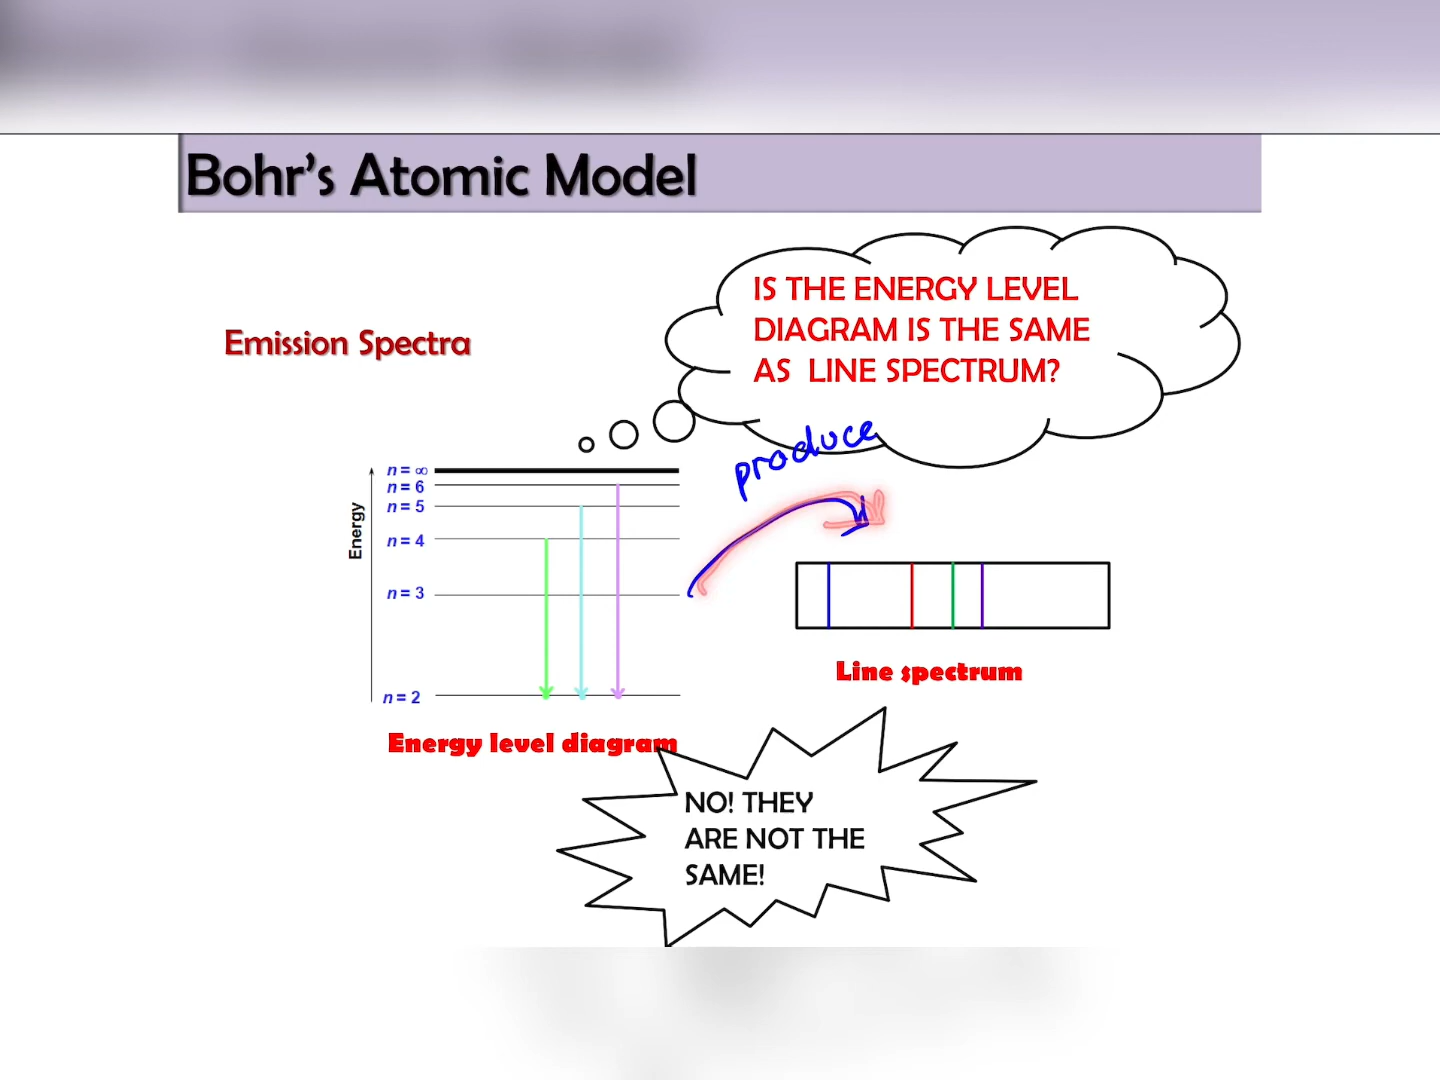 Bohr's Atomic Model
IS THE ENERGY LEVEL
DIAGRAM IS THE SAME
AS LINE SPECTRUM?
Emission Spectra
produce
n = ∞
n = 6
n = 5
n = 4
n = 3
n = 2
Energy
Line spectrum
Energy level diagram
NO! THEY
ARE NOT THE
SAME!